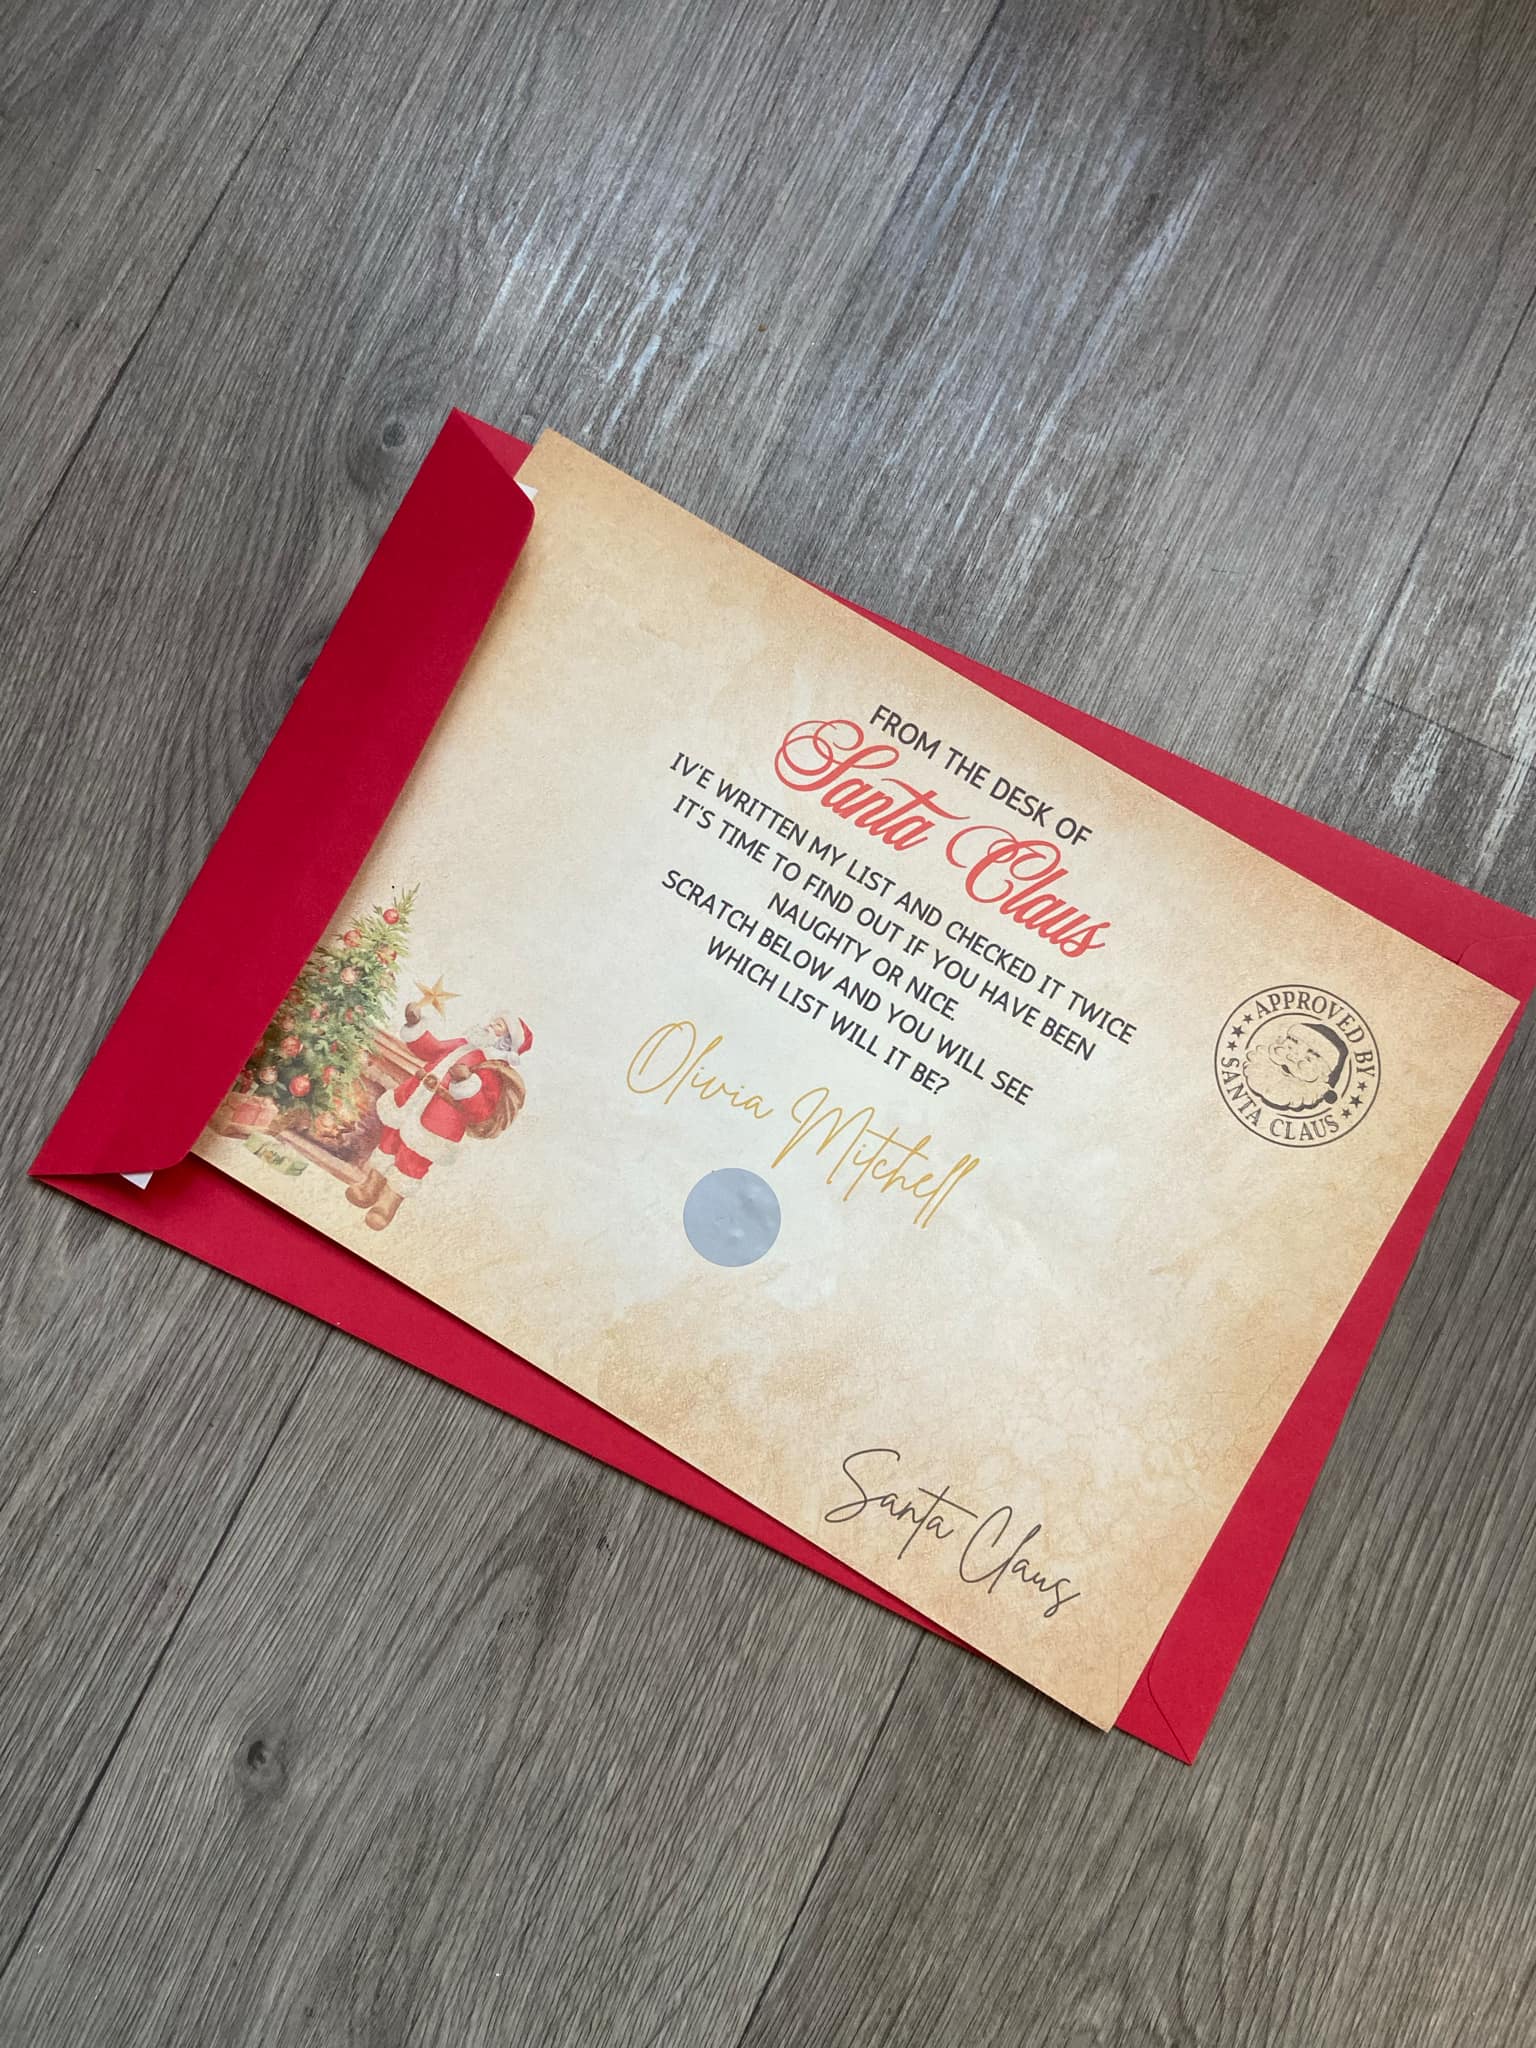 FROM THE DESK OF
Santa Claus
IV'E WRITTEN MY LIST AND CHECKED IT TWICE
IT'S TIME TO FIND OUT IF YOU HAVE BEEN
NAUGHTY OR NICE.
SCRATCH BELOW AND YOU WILL SEE
WHICH LIST WILL IT BE?
Olivia Mitchell
APPROVED BY
SANTA CLAUS
Santa Claus